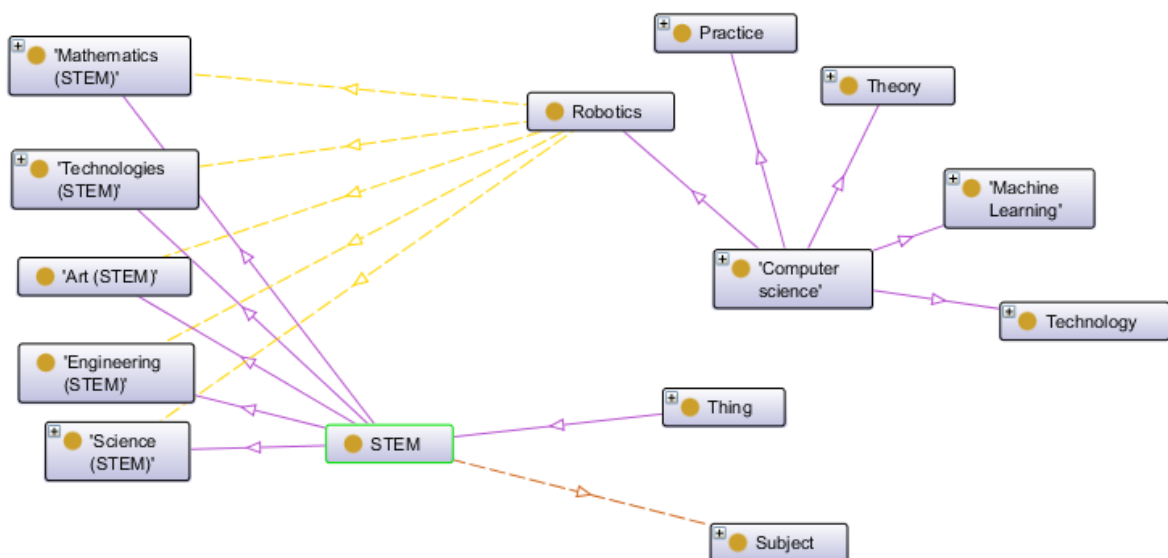 Practice
'Mathematics
(STEM)'
Theory
Robotics
'Technologies
(STEM)'
'Machine
Learning'
'Art (STEM)'
'Computer
science'
Technology
'Engineering
(STEM)'
Thing
'Science
(STEM)'
STEM
Subject